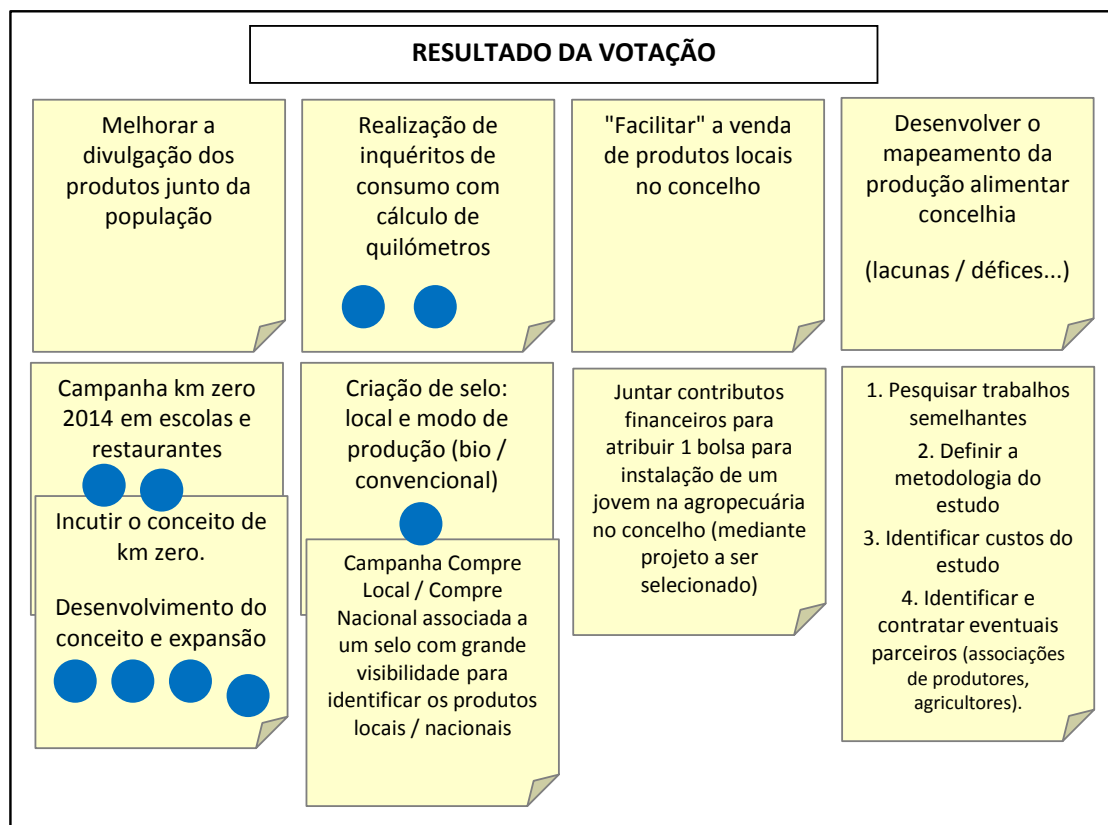 RESULTADO DA VOTAÇÃO
Melhorar a
divulgação dos
produtos junto da
população
Realização de
inquéritos de
consumo com
cálculo de
quilómetros
"Facilitar" a venda
de produtos locais
no concelho
Desenvolver o
mapeamento da
produção alimentar
concelhia
(lacunas / défices...)
Campanha km zero
2014 em escolas e
restaurantes
Incutir o conceito de
km zero.
Desenvolvimento do
conceito e expansão
Criação de selo:
local e modo de
produção (bio /
convencional)
Campanha Compre
Local / Compre
Nacional associada a
um selo com grande
visibilidade para
identificar os produtos
locais / nacionais
Juntar contributos
financeiros para
atribuir 1 bolsa para
instalação de um
jovem na agropecuária
no concelho (mediante
projeto a ser
selecionado)
1. Pesquisar trabalhos
semelhantes
2. Definir a
metodologia do
estudo
3. Identificar custos do
estudo
4. Identificar e
contratar eventuais
parceiros (associações
de produtores,
agricultores).